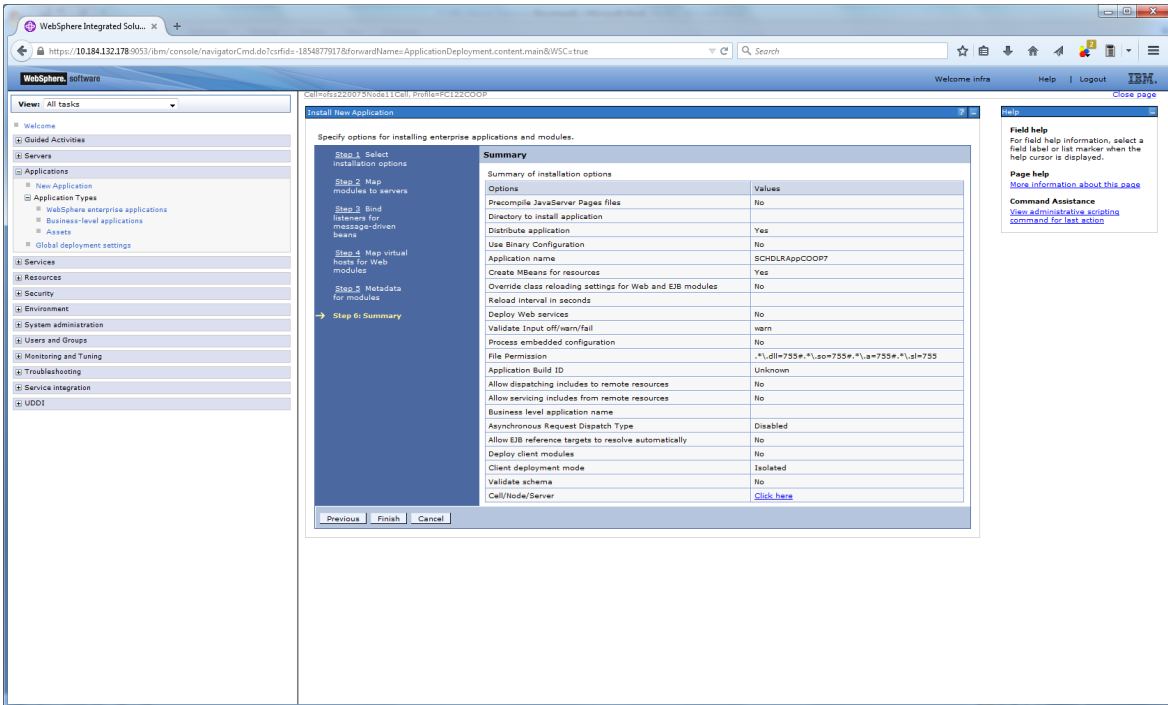 WebSphere Integrated Solu...
https://10.184.132.178:9053/ibm/console/navigatorCmd.do?csrfid=-1854877917&forwardName=ApplicationDeployment.content.main&WSC=true
Search
2
WebSphere. software
Welcome infra
Help | Logout
IBM.
View: All tasks
Welcome
Guided Activities
Servers
Applications
New Application
Application Types
WebSphere enterprise applications
Business-level applications
Assets
Global deployment settings
Services
Resources
Security
Environment
System administration
Users and Groups
Monitoring and Tuning
Troubleshooting
Service integration
UDDI
Cell=ofss220075Node11Cell, Profile=FC122COOP
Close page
Install New Application
Specify options for installing enterprise applications and modules.
Step 1 Select
installation options
Step 2 Map
modules to servers
Step 3 Bind
listeners for
message-driven
beans
Step 4 Map virtual
hosts for Web
modules
Step 5 Metadata
for modules
Step 6: Summary
Summary
Summary of installation options
Options Values
Precompile JavaServer Pages files No
Directory to install application
Distribute application Yes
Use Binary Configuration No
Application name SCHDLRAppCOOP7
Create MBeans for resources Yes
Override class reloading settings for Web and EJB modules No
Reload interval in seconds
Deploy Web services No
Validate Input off/warn/fail warn
Process embedded configuration No
File Permission .*\.dll=755#.*\.so=755#.*\.a=755#.*\.sl=755
Application Build ID Unknown
Allow dispatching includes to remote resources No
Allow servicing includes from remote resources No
Business level application name
Asynchronous Request Dispatch Type Disabled
Allow EJB reference targets to resolve automatically No
Deploy client modules No
Client deployment mode Isolated
Validate schema No
Cell/Node/Server Click here
Previous Finish Cancel
Help
Field help
For field help information, select a
field label or list marker when the
help cursor is displayed.
Page help
More information about this page
Command Assistance
View administrative scripting
command for last action